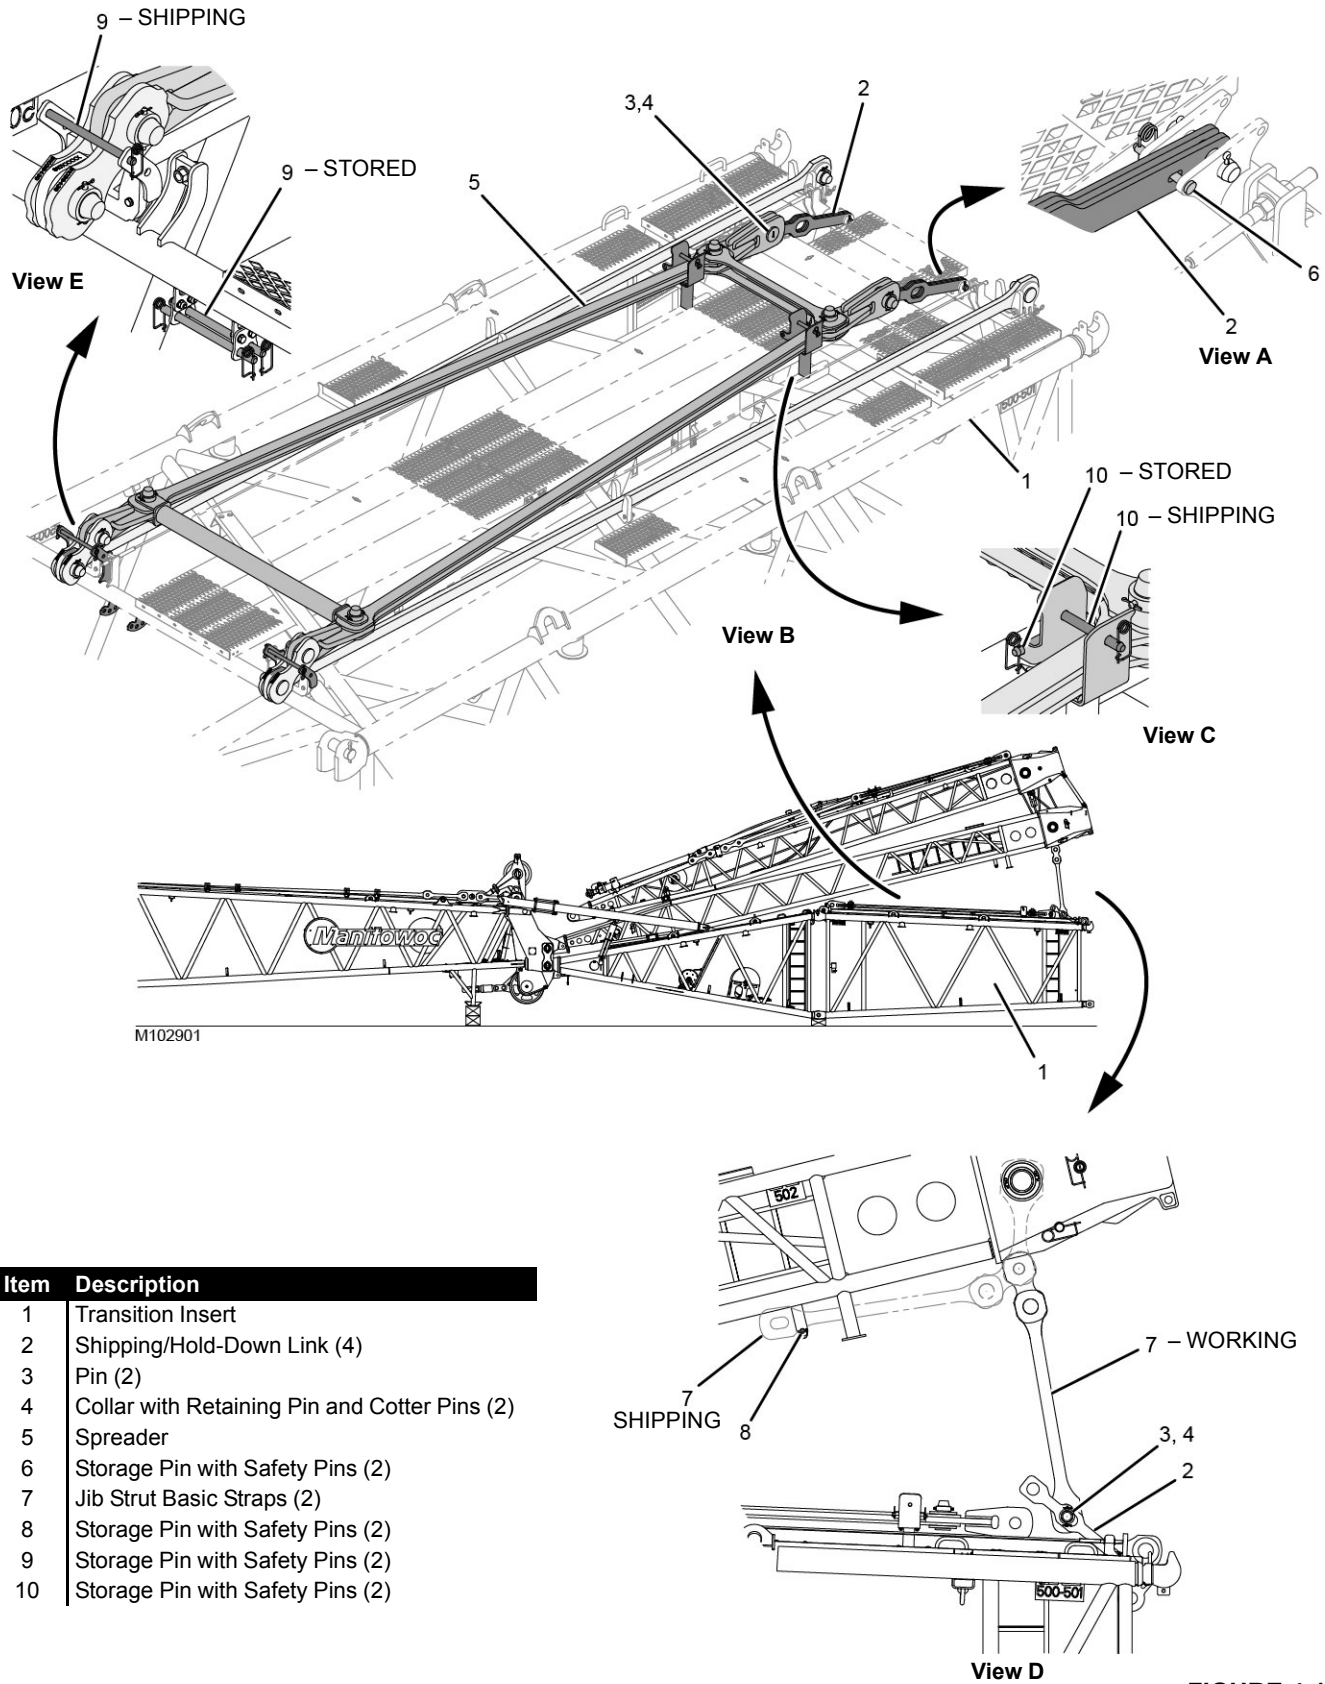 9 – SHIPPING
3,4
2
9 – STORED
5
View E
6
2
View A
500-501
1
10 – STORED
10 – SHIPPING
View B
View C
Manitowoc
M102901
1
502
7 – WORKING
7
SHIPPING
8
3, 4
2
500-501
View D
Item Description
1 Transition Insert
2 Shipping/Hold-Down Link (4)
3 Pin (2)
4 Collar with Retaining Pin and Cotter Pins (2)
5 Spreader
6 Storage Pin with Safety Pins (2)
7 Jib Strut Basic Straps (2)
8 Storage Pin with Safety Pins (2)
9 Storage Pin with Safety Pins (2)
10 Storage Pin with Safety Pins (2)